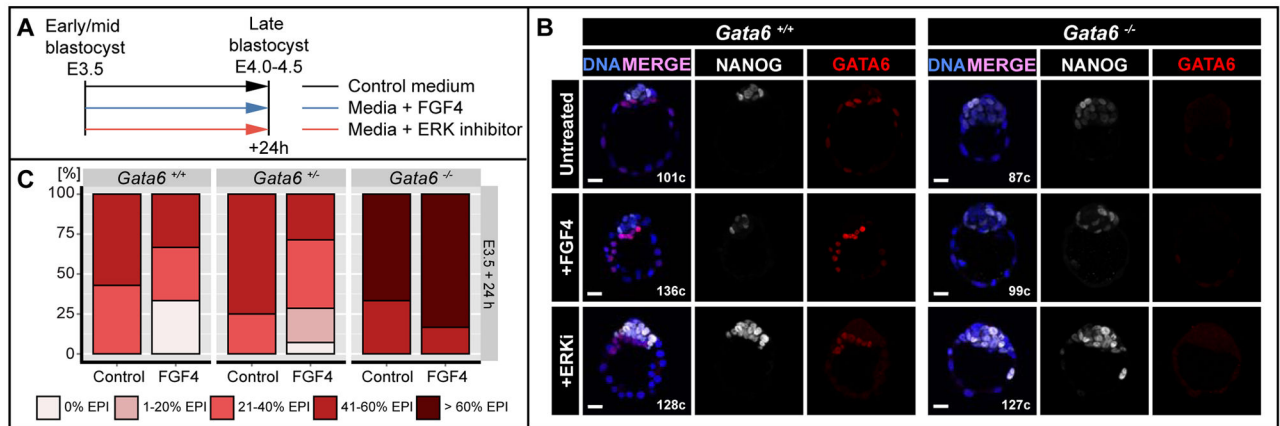 A
Early/mid
blastocyst
E3.5
Late
blastocyst
E4.0-4.5
Control medium
Media + FGF4
Media + ERK inhibitor
+24h
B
Gata6 +/+
Gata6 -/-
DNA MERGE NANOG GATA6 DNA MERGE NANOG GATA6
Untreated
101c
87c
+FGF4
136c
99c
+ERKi
128c
127c
C
[%]
Gata6 +/+ Gata6 +/- Gata6 -/-
100
75
50
25
0
E3.5 + 24 h
Control FGF4 Control FGF4 Control FGF4
0% EPI 1-20% EPI 21-40% EPI 41-60% EPI > 60% EPI